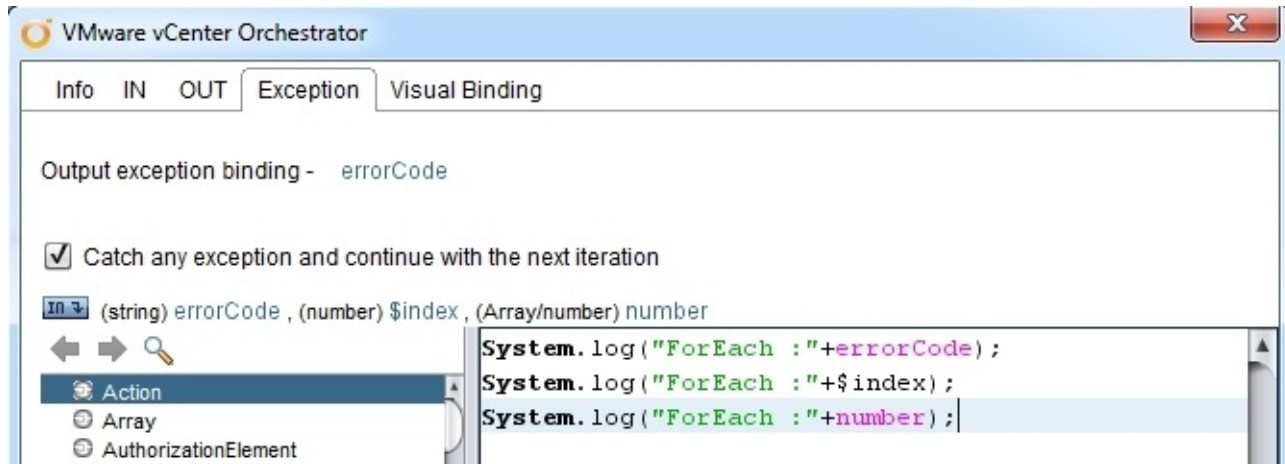 VMware vCenter Orchestrator
Info IN OUT Exception Visual Binding
Output exception binding - errorCode
Catch any exception and continue with the next iteration
IN (string) errorCode , (number) $index , (Array/number) number
System.log("ForEach :"+errorCode);
System.log("ForEach :"+$index);
System.log("ForEach :"+number);
Action
Array
AuthorizationElement